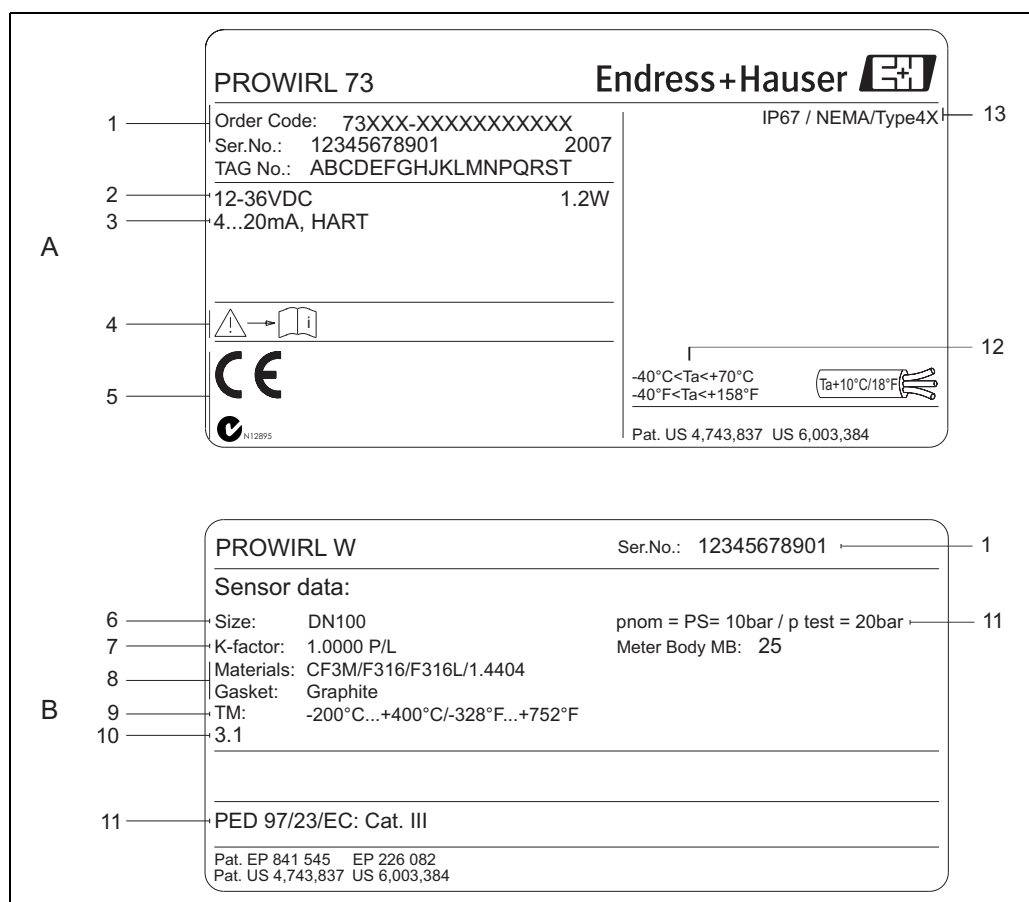 A
PROWIRL 73
Endress+Hauser
1
Order Code: 73XXX-XXXXXXXXXXX
Ser.No.: 12345678901 2007
TAG No.: ABCDEFGHJKLMNPQRST
IP67 / NEMA/Type4X
13
2
12-36VDC 1.2W
3
4...20mA, HART
4
i
5
CE
N12895
12
-40°C<Ta<+70°C
-40°F<Ta<+158°F
Ta+10°C/18°F
Pat. US 4,743,837 US 6,003,384
B
PROWIRL W
Ser.No.: 12345678901
1
Sensor data:
6
Size: DN100
pnom = PS= 10bar / p test = 20bar
11
7
K-factor: 1.0000 P/L
Meter Body MB: 25
8
Materials: CF3M/F316/F316L/1.4404
Gasket: Graphite
9
TM: -200°C...+400°C/-328°F...+752°F
10
3.1
11
PED 97/23/EC: Cat. III
Pat. EP 841 545 EP 226 082
Pat. US 4,743,837 US 6,003,384